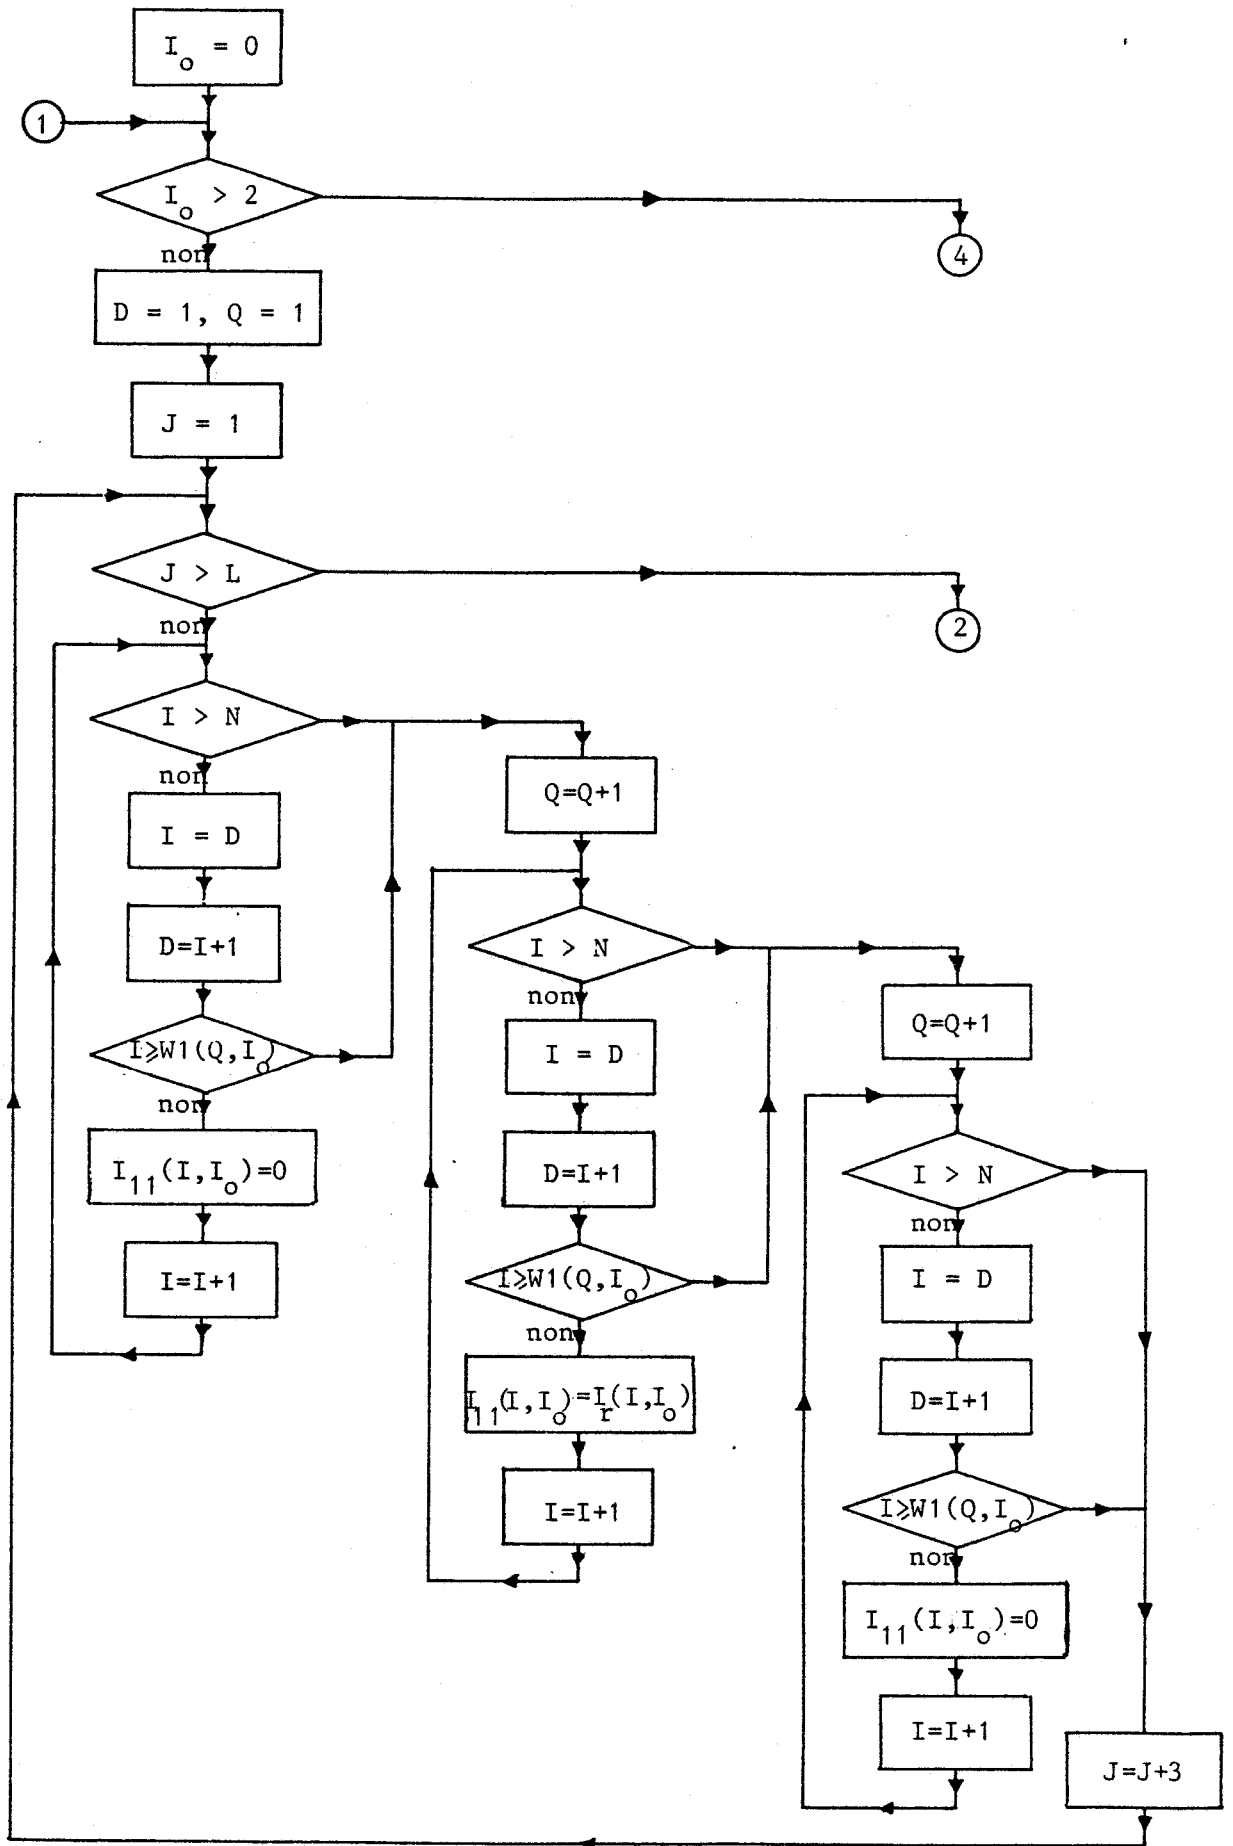 I_o = 0
1
I_o > 2
non
4
D = 1, Q = 1
J = 1
J > L
non
2
I > N
non
I = D
D=I+1
I⩾W1(Q,I_o)
non
I_11(I,I_o)=0
I=I+1
Q=Q+1
I > N
non
I = D
D=I+1
I⩾W1(Q,I_o)
non
I_11(I,I_o)=I_r(I,I_o)
I=I+1
Q=Q+1
I > N
non
I = D
D=I+1
I⩾W1(Q,I_o)
non
I_11(I,I_o)=0
I=I+1
J=J+3